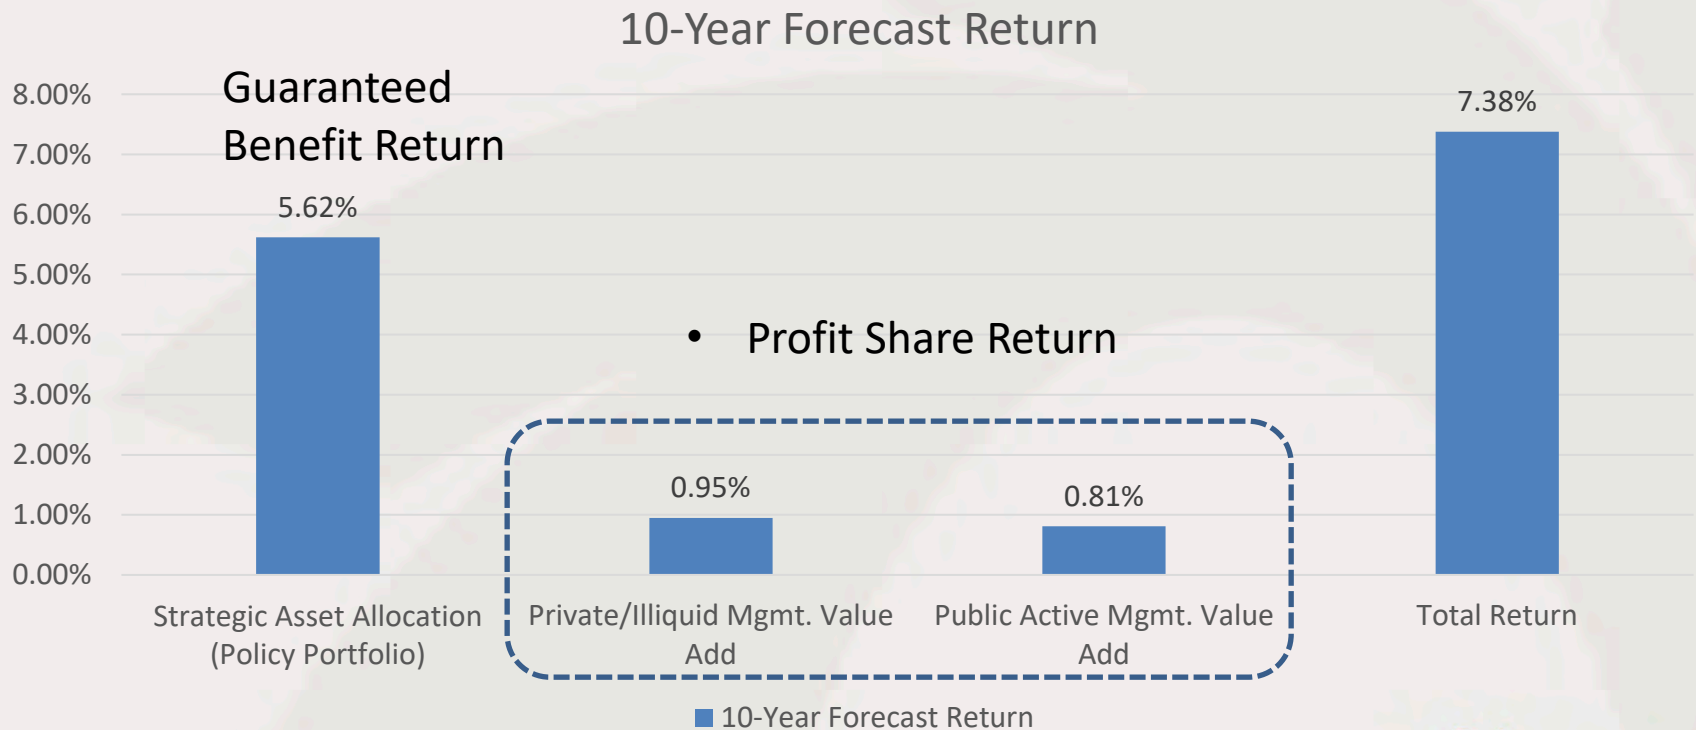 10-Year Forecast Return
Guaranteed
Benefit Return
8.00%
7.00%
6.00%
5.00%
4.00%
3.00%
2.00%
1.00%
0.00%
5.62%
• Profit Share Return
0.95%
0.81%
7.38%
Strategic Asset Allocation
(Policy Portfolio)
Private/Illiquid Mgmt. Value
Add
Public Active Mgmt. Value
Add
Total Return
10-Year Forecast Return